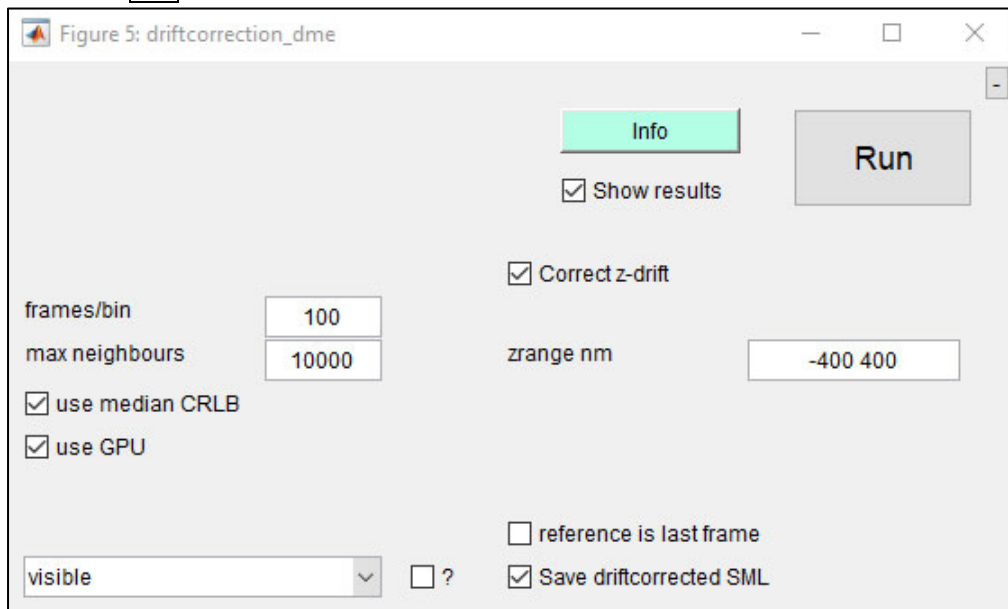 Figure 5: driftcorrection_dme
-
Info
Run
Show results
Correct z-drift
frames/bin 100
max neighbours 10000 zrange nm -400 400
use median CRLB
use GPU
reference is last frame
visible ? Save driftcorrected SML